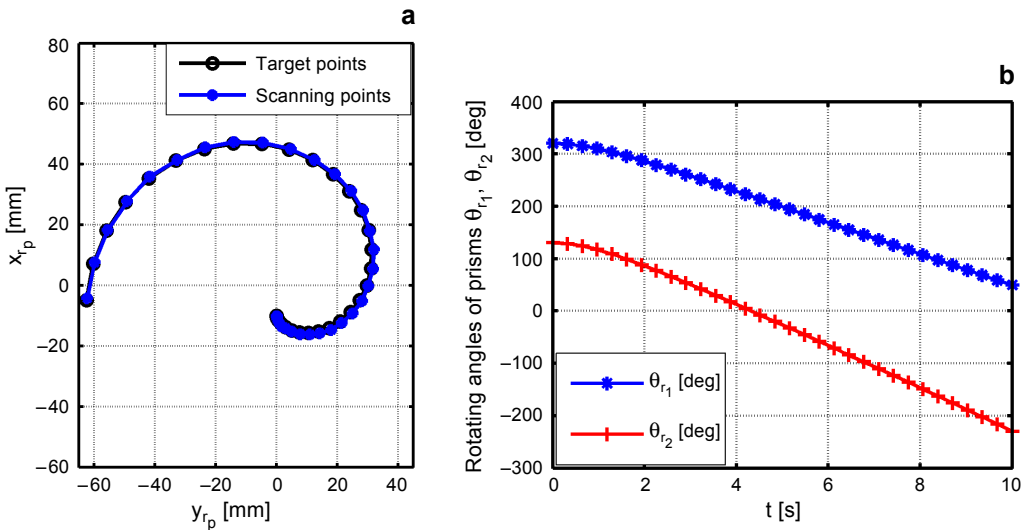 a
80
60
40
20
0
−20
−40
−60
x_{r_p} [mm]
−60 −40 −20 0 20 40
y_{r_p} [mm]
Target points
Scanning points
b
400
300
200
100
0
−100
−200
−300
Rotating angles of prisms θ_{r_1}, θ_{r_2} [deg]
0 2 4 6 8 10
t [s]
θ_{r_1} [deg]
θ_{r_2} [deg]